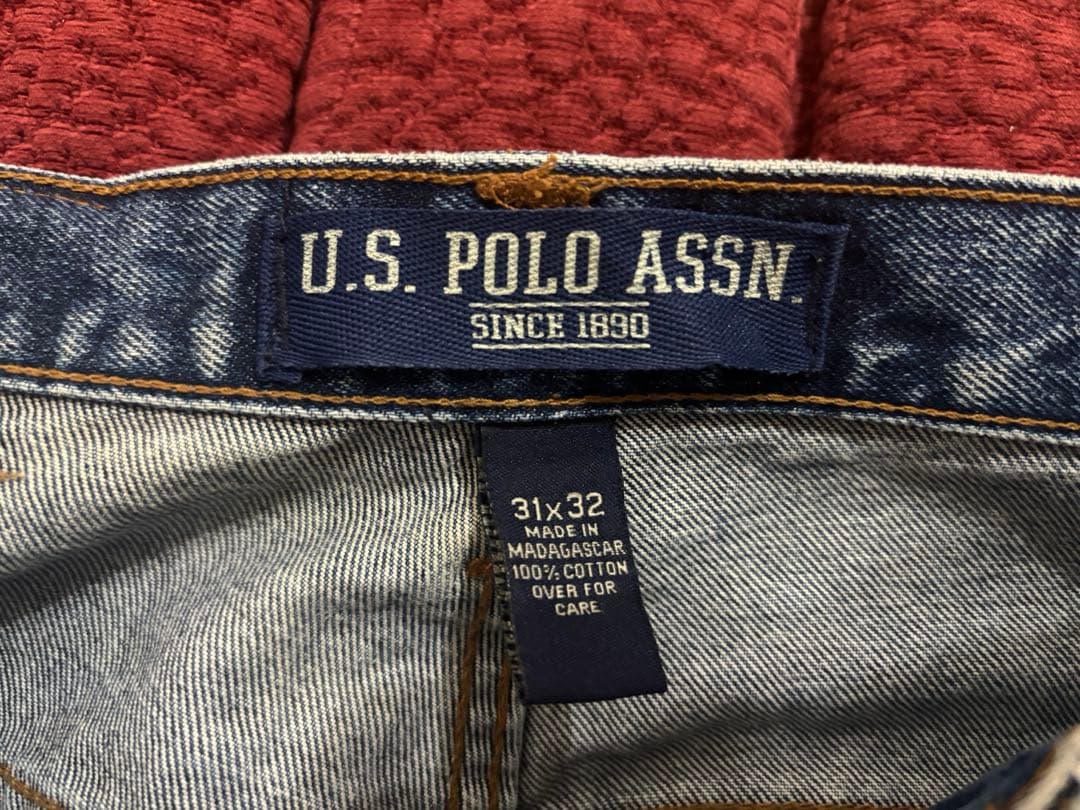 U.S. POLO ASSN.
SINCE 1890
31x32
MADE IN
MADAGASCAR
100% COTTON
OVER FOR
CARE